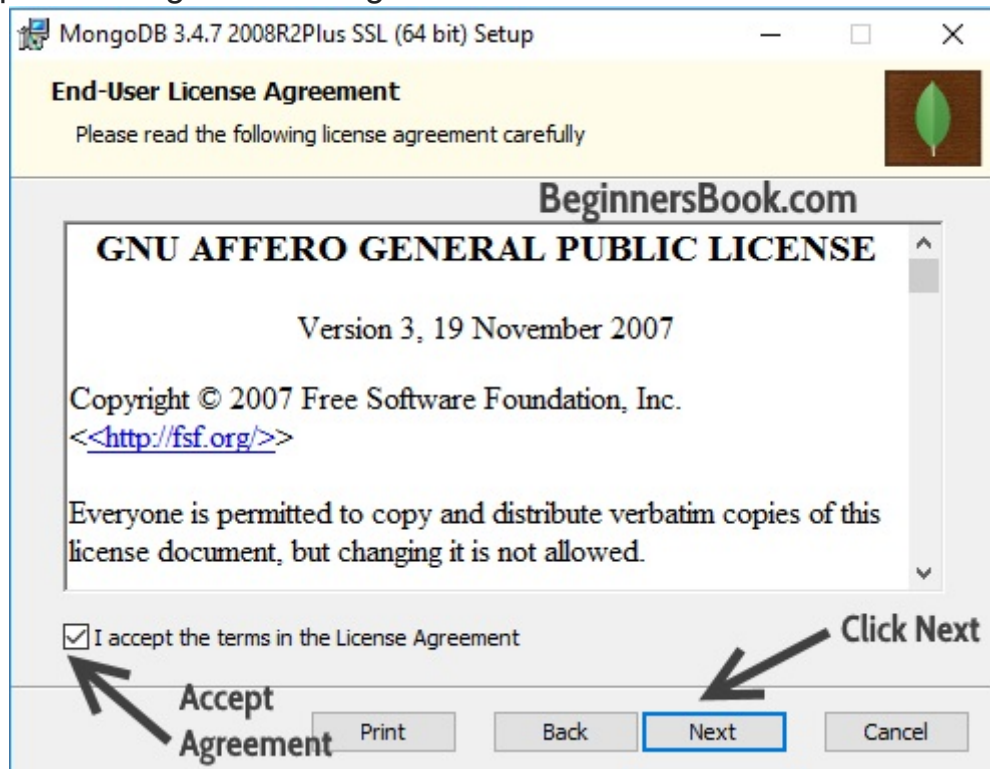 MongoDB 3.4.7 2008R2Plus SSL (64 bit) Setup
End-User License Agreement
Please read the following license agreement carefully
BeginnersBook.com
GNU AFFERO GENERAL PUBLIC LICENSE
Version 3, 19 November 2007
Copyright © 2007 Free Software Foundation, Inc.
<<http://fsf.org/>>
Everyone is permitted to copy and distribute verbatim copies of this
license document, but changing it is not allowed.
I accept the terms in the License Agreement
Click Next
Accept
Agreement
Print
Back
Next
Cancel